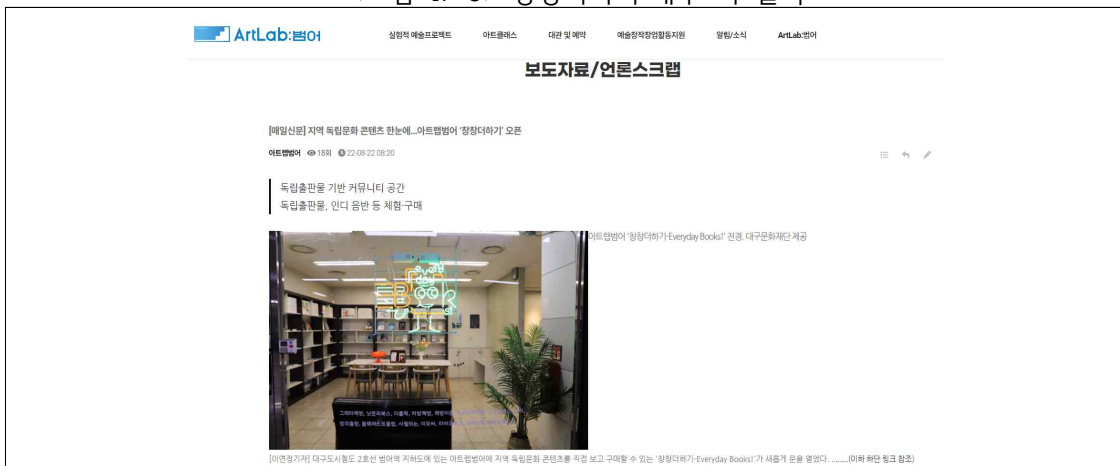 ArtLab:범어
실험적 예술프로젝트 아트클래스 대관 및 예약 예술창작창업활동지원 알림/소식 ArtLab:범어
보도자료/언론스크랩
[매일신문] 지역 독립문화 콘텐츠 한눈에...아트랩범어 '창창더하기' 오픈
아트랩범어 18회 22-08-22 08:20
독립출판물 기반 커뮤니티 공간
독립출판물, 인디 음반 등 체험·구매
아트랩범어 '창창더하기-Everyday Books!' 전경. 대구문화재단 제공
every
day
BOOK
[이연정기자] 대구도시철도 2호선 범어역 지하도에 있는 아트랩범어에 지역 독립문화 콘텐츠를 직접 보고 구매할 수 있는 '창창더하기-Everyday Books!'가 새롭게 문을 열었다. ........(이하 하단 링크 참조)